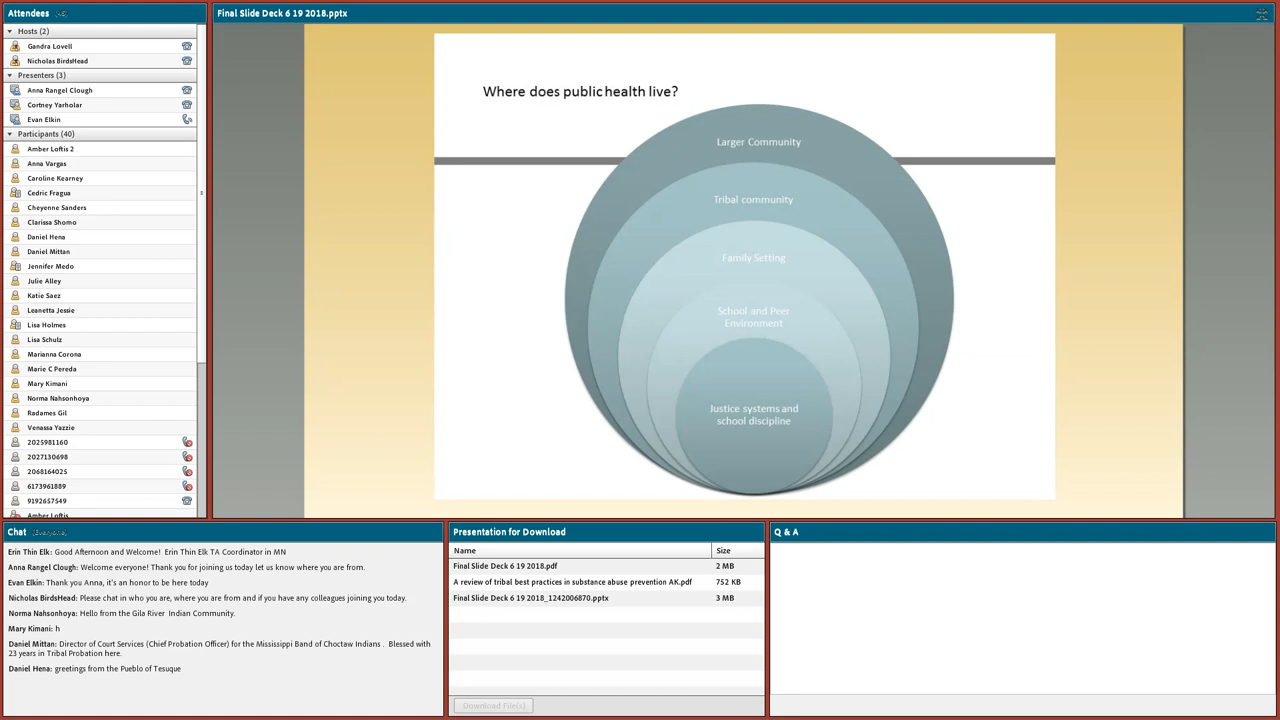 Attendees
Final Slide Deck 6 19 2018.pptx
Hosts (2)
Gandra Lovell
Nicholas BirdsHead
Presenters (3)
Anna Rangel Clough
Cortney Yarholar
Evan Elkin
Participants (40)
Amber Loftis 2
Anna Vargas
Caroline Kearney
Cedric Fragua
Cheyenne Sanders
Clarissa Shomo
Daniel Hena
Daniel Mittan
Jennifer Medo
Julie Alley
Katie Saez
Leanetta Jessie
Lisa Holmes
Lisa Schulz
Marianna Corona
Marie C Pereda
Mary Kimani
Norma Nahsonhoya
Radames Gil
Venassa Yazzie
2025981160
2027130698
2068164025
6173961889
9192657549
Amber Loftis
Where does public health live?
Larger Community
Tribal community
Family Setting
School and Peer
Environment
Justice systems and
school discipline
Chat (Everyone)
Erin Thin Elk: Good Afternoon and Welcome! Erin Thin Elk TA Coordinator in MN
Anna Rangel Clough: Welcome everyone! Thank you for joining us today let us know where you are from.
Evan Elkin: Thank you Anna, it's an honor to be here today
Nicholas BirdsHead: Please chat in who you are, where you are from and if you have any colleagues joining you today.
Norma Nahsonhoya: Hello from the Gila River Indian Community.
Mary Kimani: h
Daniel Mittan: Director of Court Services (Chief Probation Officer) for the Mississippi Band of Choctaw Indians . Blessed with
23 years in Tribal Probation here.
Daniel Hena: greetings from the Pueblo of Tesuque
Presentation for Download
Name Size
Final Slide Deck 6 19 2018.pdf 2 MB
A review of tribal best practices in substance abuse prevention AK.pdf 752 KB
Final Slide Deck 6 19 2018_1242006870.pptx 3 MB
Download File(s)
Q & A